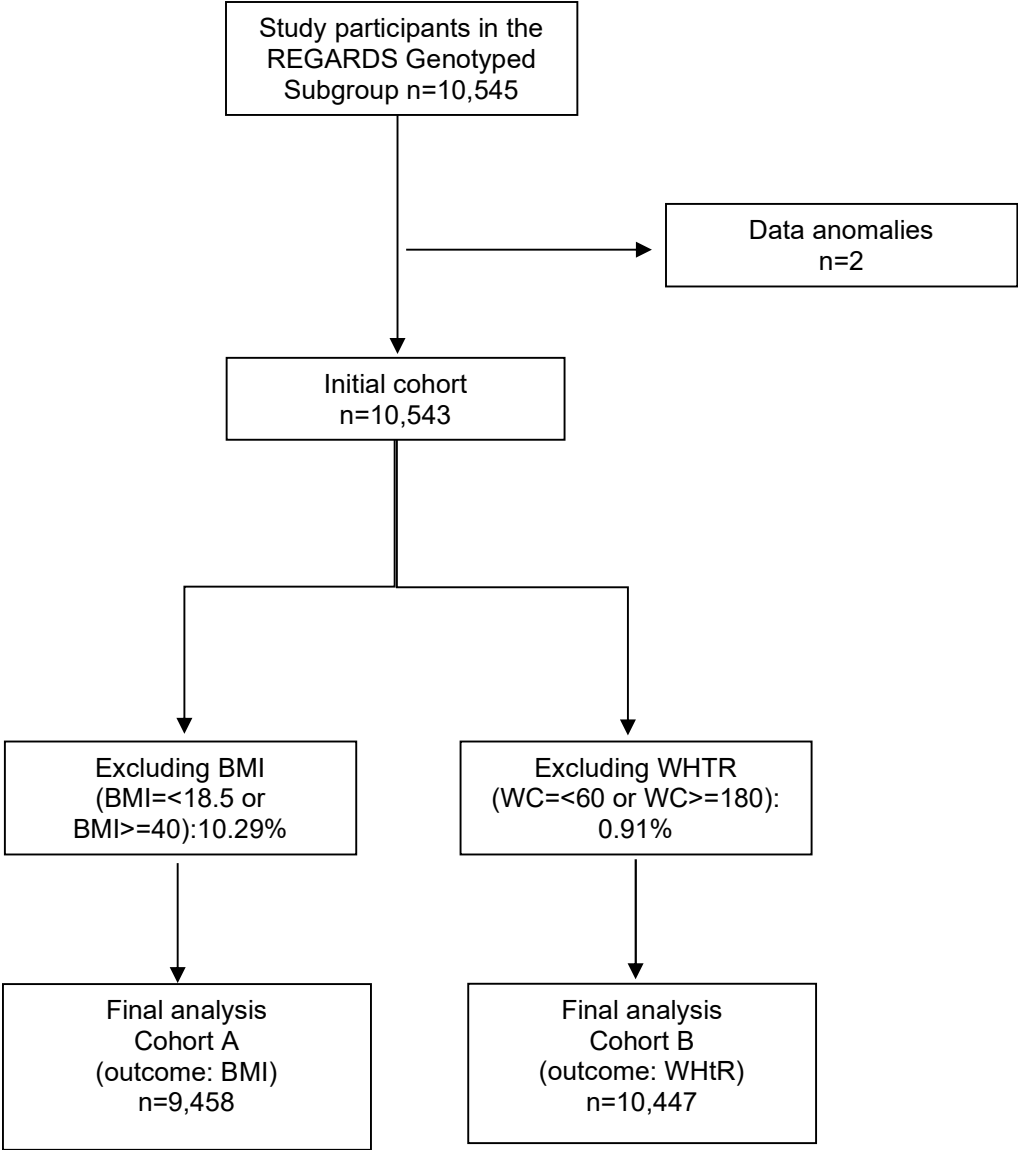 Study participants in the
REGARDS Genotyped
Subgroup n=10,545
Data anomalies
n=2
Initial cohort
n=10,543
Excluding BMI
(BMI=<18.5 or
BMI>=40):10.29%
Excluding WHTR
(WC=<60 or WC>=180):
0.91%
Final analysis
Cohort A
(outcome: BMI)
n=9,458
Final analysis
Cohort B
(outcome: WHtR)
n=10,447